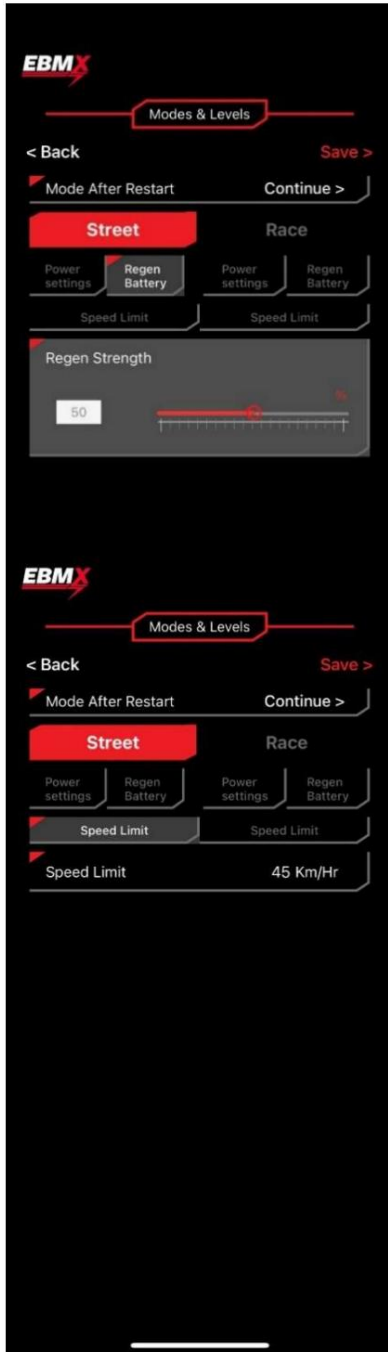 EBMX
Modes & Levels
< Back Save >
Mode After Restart Continue >
Street Race
Power settings Regen Battery Power settings Regen Battery
Speed Limit Speed Limit
Regen Strength
%
50
EBMX
Modes & Levels
< Back Save >
Mode After Restart Continue >
Street Race
Power settings Regen Battery Power settings Regen Battery
Speed Limit Speed Limit
Speed Limit 45 Km/Hr